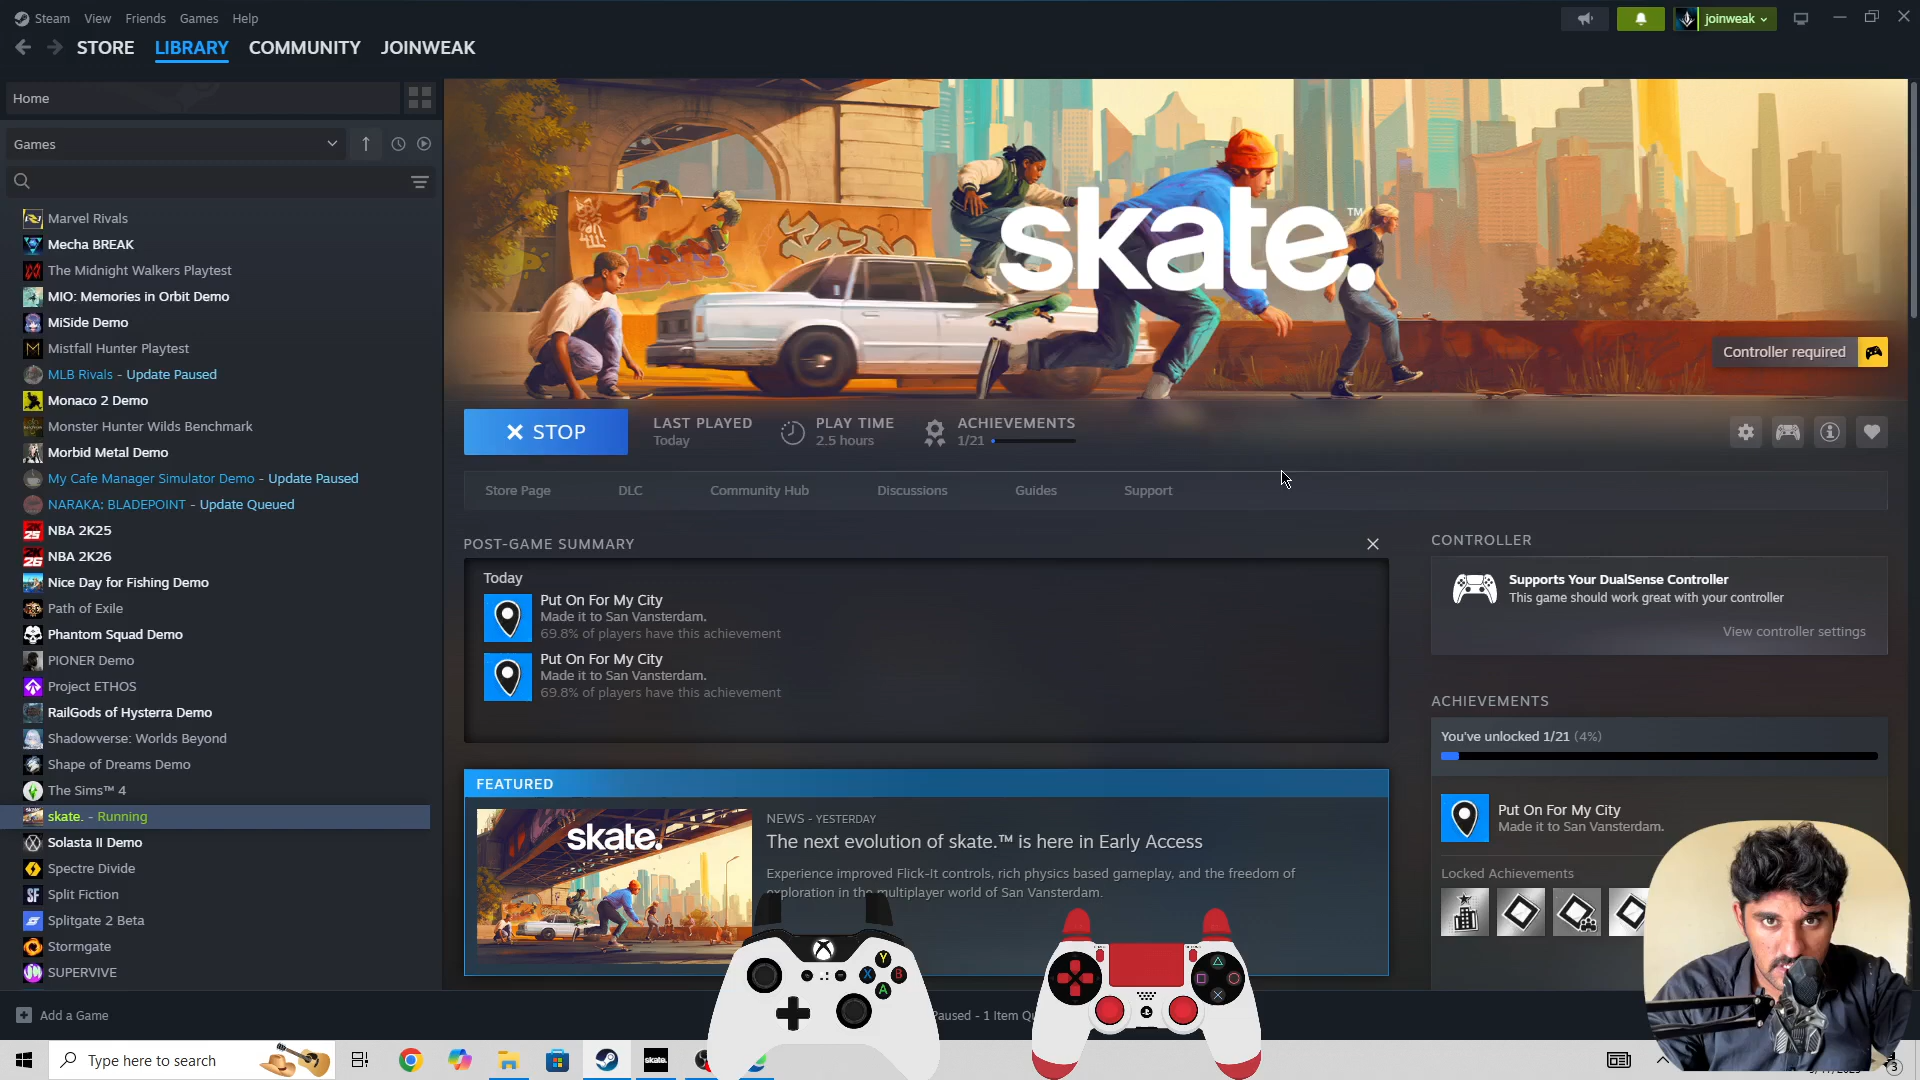 Steam View Friends Games Help
joinweak
STORE LIBRARY COMMUNITY JOINWEAK
Home
Games
Marvel Rivals
Mecha BREAK
The Midnight Walkers Playtest
MIO: Memories in Orbit Demo
MiSide Demo
Mistfall Hunter Playtest
MLB Rivals - Update Paused
Monaco 2 Demo
Monster Hunter Wilds Benchmark
Morbid Metal Demo
My Cafe Manager Simulator Demo - Update Paused
NARAKA: BLADEPOINT - Update Queued
NBA 2K25
NBA 2K26
Nice Day for Fishing Demo
Path of Exile
Phantom Squad Demo
PIONER Demo
Project ETHOS
RailGods of Hysterra Demo
Shadowverse: Worlds Beyond
Shape of Dreams Demo
The Sims™ 4
skate. - Running
Solasta II Demo
Spectre Divide
Split Fiction
Splitgate 2 Beta
Stormgate
SUPERVIVE
Add a Game
skate.™
Controller required
STOP
LAST PLAYED
Today
PLAY TIME
2.5 hours
ACHIEVEMENTS
1/21
Store Page DLC Community Hub Discussions Guides Support
POST-GAME SUMMARY
Today
Put On For My City
Made it to San Vansterdam.
69.8% of players have this achievement
Put On For My City
Made it to San Vansterdam.
69.8% of players have this achievement
FEATURED
skate.
NEWS - YESTERDAY
The next evolution of skate.™ is here in Early Access
Experience improved Flick-It controls, rich physics based gameplay, and the freedom of
exploration in the multiplayer world of San Vansterdam.
CONTROLLER
Supports Your DualSense Controller
This game should work great with your controller
View controller settings
ACHIEVEMENTS
You've unlocked 1/21 (4%)
Put On For My City
Made it to San Vansterdam.
Locked Achievements
Y
X
B
A
Paused - 1 Item
Type here to search
skate.
3